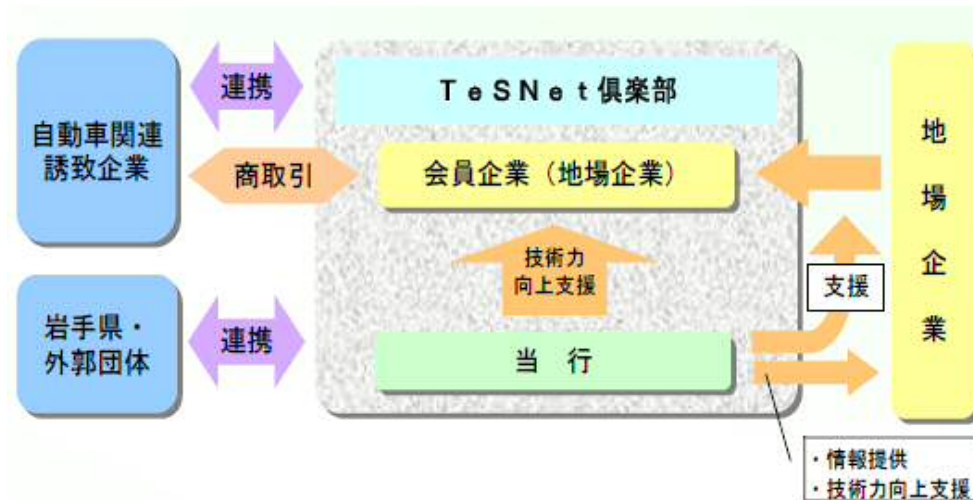 連携
TeSNet倶楽部
自動車関連
誘致企業
商取引
会員企業（地場企業）
地場企業
技術力
向上支援
支援
岩手県・
外郭団体
連携
当行
・情報提供
・技術力向上支援